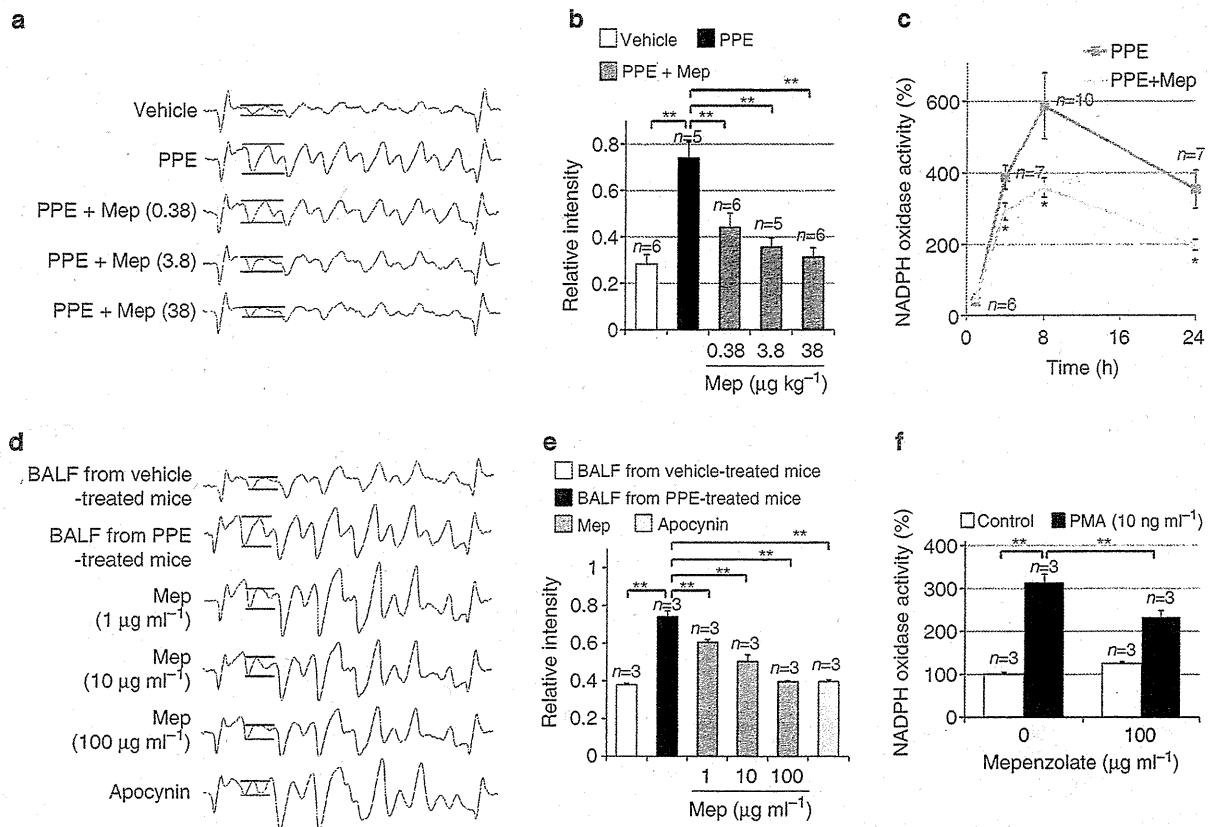 a
Vehicle
PPE
PPE + Mep (0.38)
PPE + Mep (3.8)
PPE + Mep (38)
b
Vehicle PPE
PPE + Mep
**
**
** **
n=5
n=6
n=6
n=5
n=6
Relative intensity
0.8
0.6
0.4
0.2
0
0.38 3.8 38
Mep (µg kg⁻¹)
c
PPE
PPE+Mep
NADPH oxidase activity (%)
600
400
200
0
n=10
n=7
n=7
n=6
*
*
*
0 8 16 24
Time (h)
d
BALF from vehicle
-treated mice
BALF from PPE
-treated mice
Mep
(1 µg ml⁻¹)
Mep
(10 µg ml⁻¹)
Mep
(100 µg ml⁻¹)
Apocynin
e
BALF from vehicle-treated mice
BALF from PPE-treated mice
Mep Apocynin
**
**
**
** **
Relative intensity
1
0.8
0.6
0.4
0.2
0
n=3
n=3
n=3
n=3
n=3
n=3
1 10 100
Mep (µg ml⁻¹)
f
Control PMA (10 ng ml⁻¹)
** **
NADPH oxidase activity (%)
400
300
200
100
0
n=3
n=3
n=3
n=3
0 100
Mepenzolate (µg ml⁻¹)